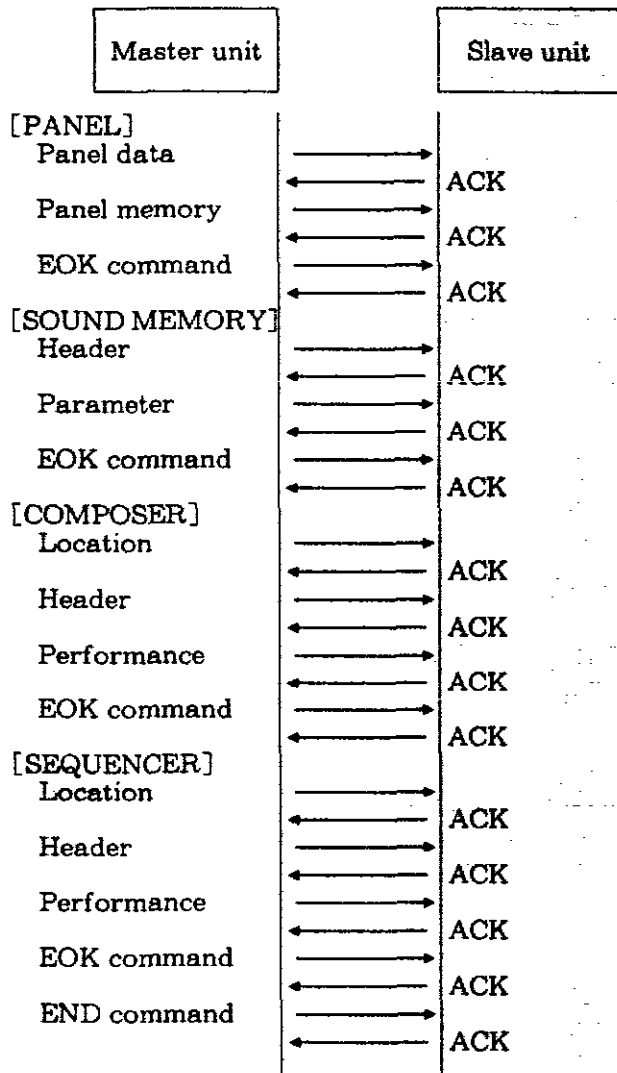 Master unit Slave unit
[PANEL]
Panel data
ACK
Panel memory
ACK
EOK command
ACK
[SOUND MEMORY]
Header
ACK
Parameter
ACK
EOK command
ACK
[COMPOSER]
Location
ACK
Header
ACK
Performance
ACK
EOK command
ACK
[SEQUENCER]
Location
ACK
Header
ACK
Performance
ACK
EOK command
ACK
END command
ACK